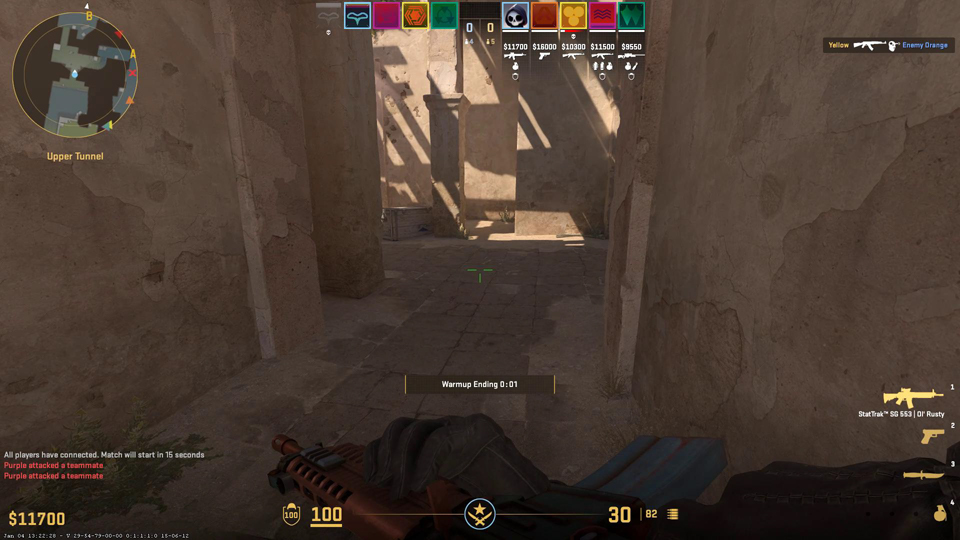 B
A
Upper Tunnel
0 0
4 5
$11700 $16000 $10300 $11500 $9550
Yellow Enemy Orange
Warmup Ending 0:01
1
StatTrak™ SG 553 | Ol' Rusty
2
3
4
All players have connected. Match will start in 15 seconds
Purple attacked a teammate
Purple attacked a teammate
$11700
100 100
30 | 82